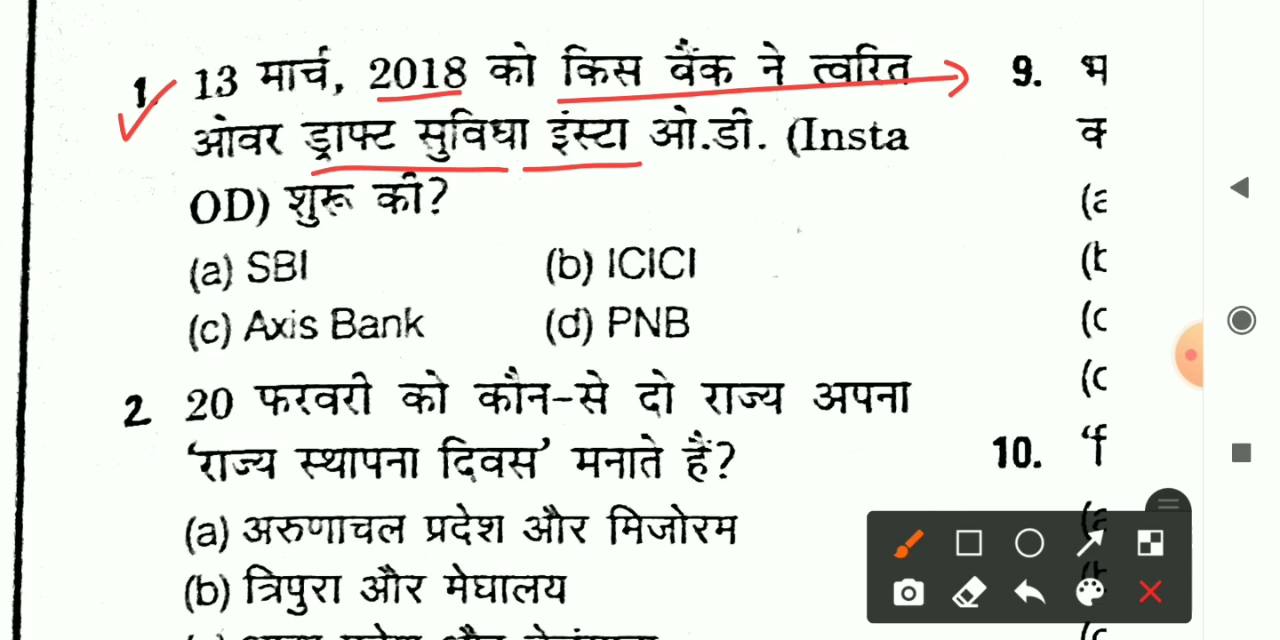 1. 13 मार्च, 2018 को किस बैंक ने त्वरित
ओवर ड्राफ्ट सुविधा इंस्टा ओ.डी. (Insta
OD) शुरू की?
(a) SBI (b) ICICI
(c) Axis Bank (d) PNB
2 20 फरवरी को कौन-से दो राज्य अपना
‘राज्य स्थापना दिवस’ मनाते हैं?
(a) अरुणाचल प्रदेश और मिजोरम
(b) त्रिपुरा और मेघालय
9.
10.